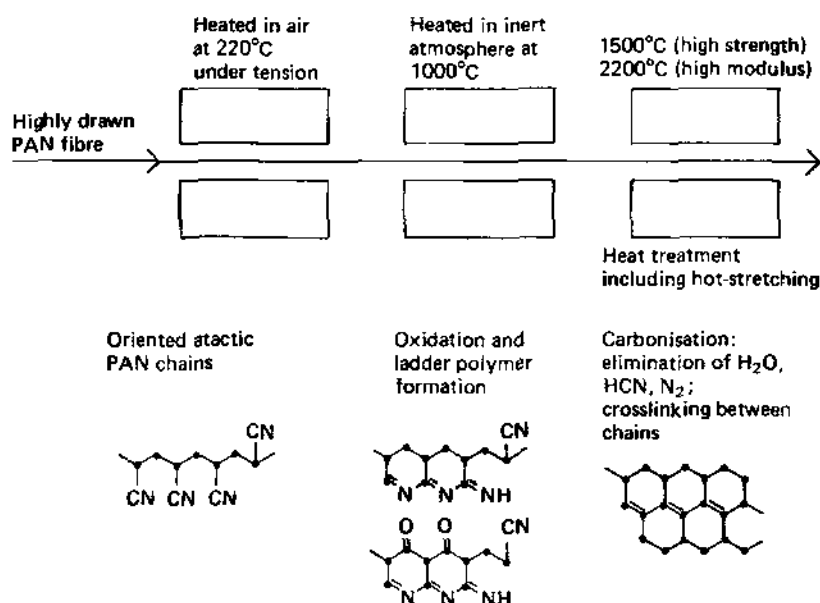 Heated in air
at 220°C
under tension
Heated in inert
atmosphere at
1000°C
1500°C (high strength)
2200°C (high modulus)
Highly drawn
PAN fibre
Heat treatment
including hot-stretching
Oriented atactic
PAN chains
Oxidation and
ladder polymer
formation
Carbonisation:
elimination of H₂O,
HCN, N₂;
crosslinking between
chains
CN
CN CN CN
CN
N N NH
O O CN
N N NH